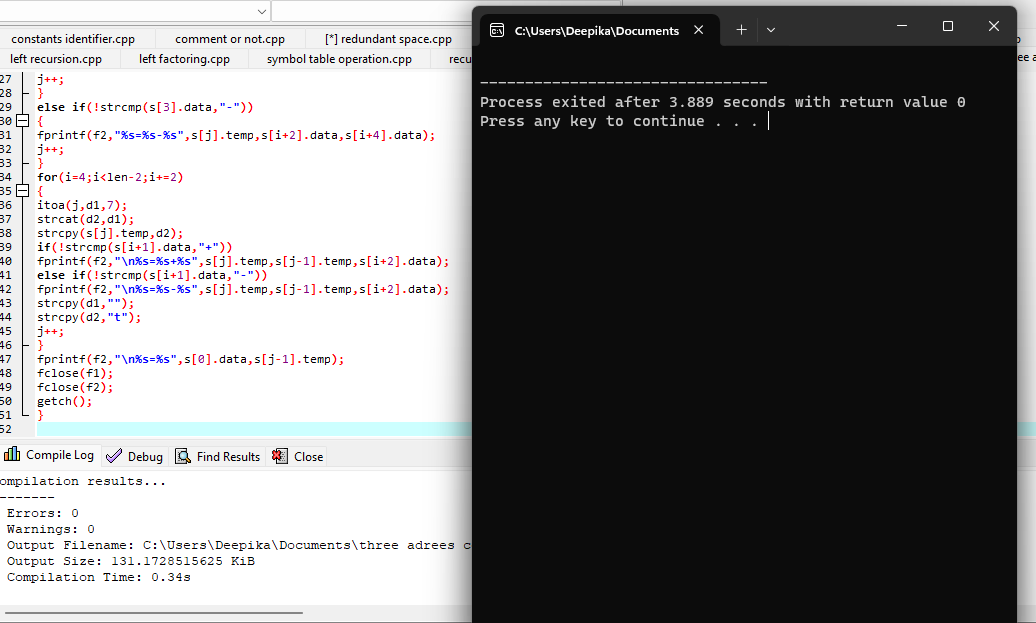 constants identifier.cpp comment or not.cpp [*] redundant space.cpp
left recursion.cpp left factoring.cpp symbol table operation.cpp recu
27 j++;
28 }
29 else if(!strcmp(s[3].data,"-"))
30 {
31 fprintf(f2,"%s=%s-%s",s[j].temp,s[i+2].data,s[i+4].data);
32 j++;
33 }
34 for(i=4;i<len-2;i+=2)
35 {
36 itoa(j,d1,7);
37 strcat(d2,d1);
38 strcpy(s[j].temp,d2);
39 if(!strcmp(s[i+1].data,"+"))
40 fprintf(f2,"\n%s=%s+%s",s[j].temp,s[j-1].temp,s[i+2].data);
41 else if(!strcmp(s[i+1].data,"-"))
42 fprintf(f2,"\n%s=%s-%s",s[j].temp,s[j-1].temp,s[i+2].data);
43 strcpy(d1,"");
44 strcpy(d2,"t");
45 j++;
46 }
47 fprintf(f2,"\n%s=%s",s[0].data,s[j-1].temp);
48 fclose(f1);
49 fclose(f2);
50 getch();
51 }
52
Compile Log Debug Find Results Close
ompilation results...
-------
Errors: 0
Warnings: 0
Output Filename: C:\Users\Deepika\Documents\three adrees c
Output Size: 131.1728515625 KiB
Compilation Time: 0.34s
C:\Users\Deepika\Documents
--------------------------------
Process exited after 3.889 seconds with return value 0
Press any key to continue . . .